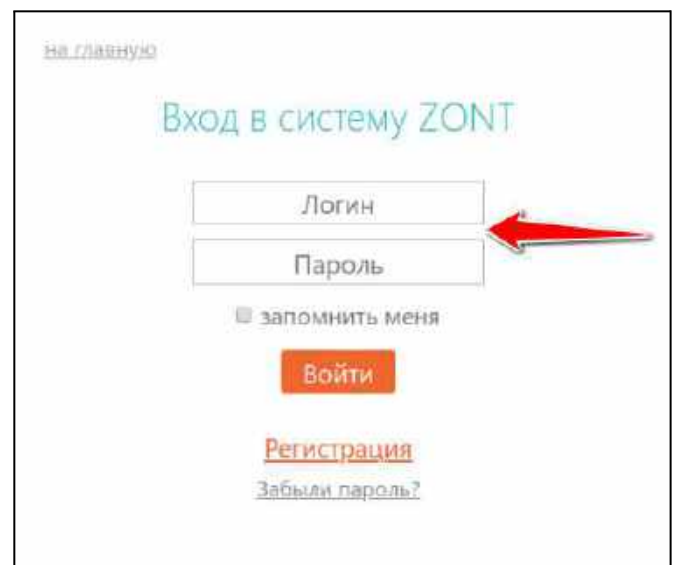 на главную
Вход в систему ZONT
Логин
Пароль
запомнить меня
Войти
Регистрация
Забыли пароль?